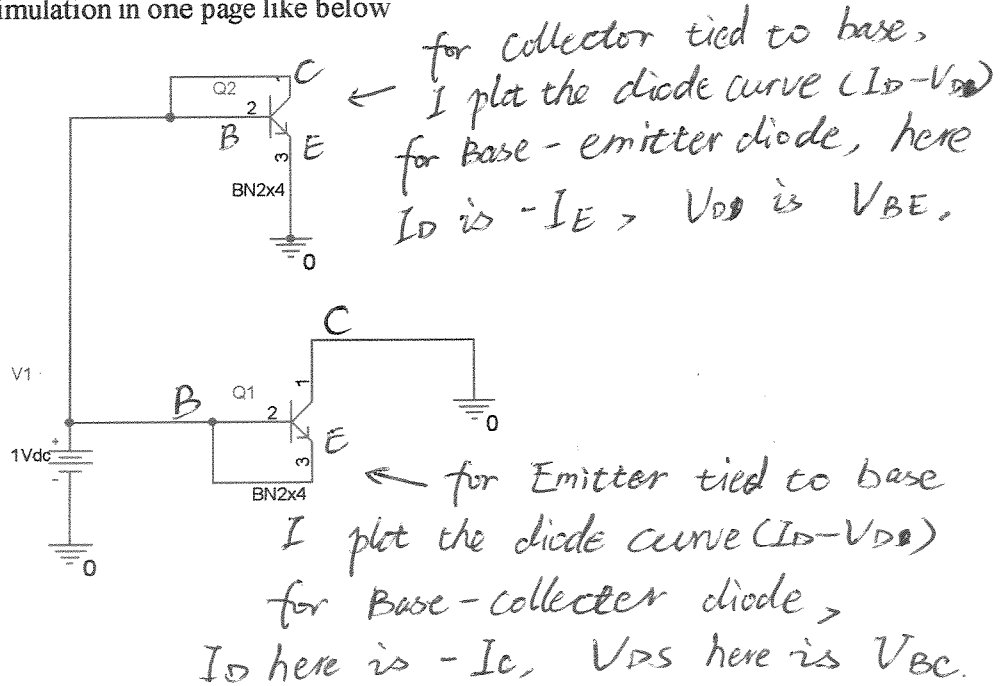 imulation in one page like below
for collector tied to base,
I plot the diode curve (ID-VD)
for Base-emitter diode, here
ID is -IE, VD is VBE.
C
Q2
2
B
3
E
BN2x4
0
C
V1
B
Q1
1
2
0
E
1Vdc
+
-
3
BN2x4
0
for Emitter tied to base
I plot the diode curve (ID-VD)
for Base-collecter diode,
ID here is -Ic, VDS here is VBC.